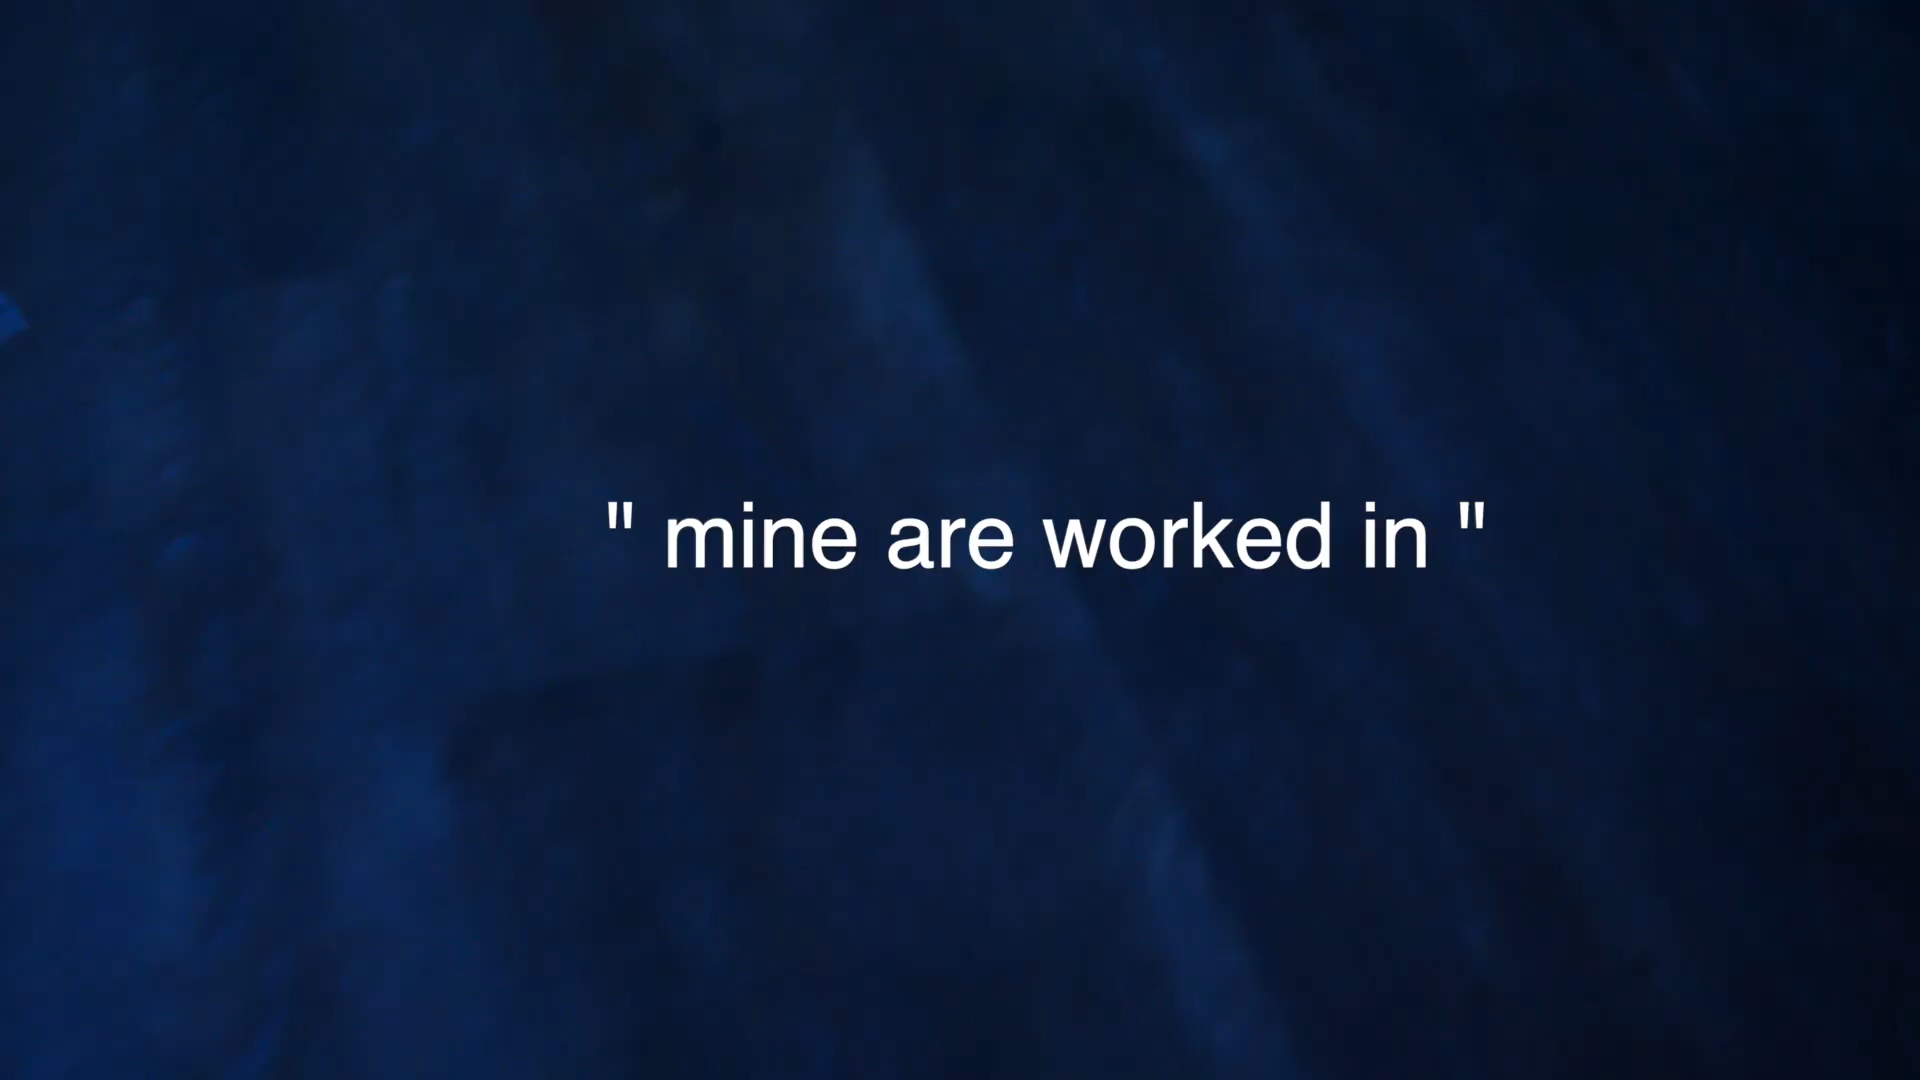 " mine are worked in "